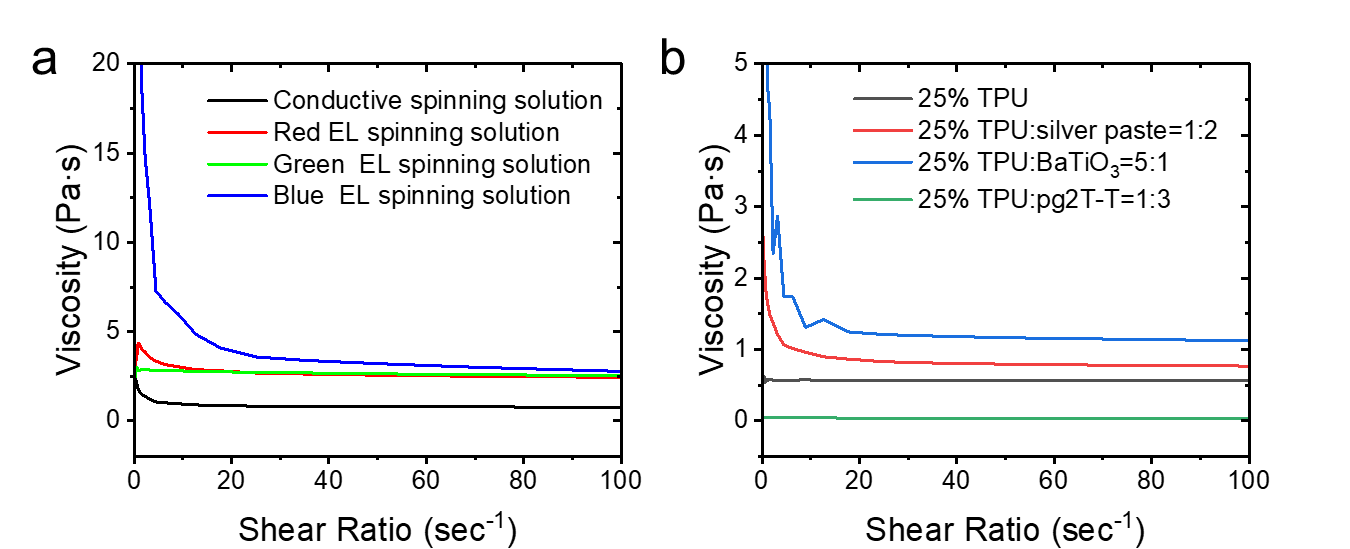 a
20
15
10
5
0
Viscosity (Pa·s)
Conductive spinning solution
Red EL spinning solution
Green  EL spinning solution
Blue  EL spinning solution
0 20 40 60 80 100
Shear Ratio (sec⁻¹)
b
5
4
3
2
1
0
Viscosity (Pa·s)
25% TPU
25% TPU:silver paste=1:2
25% TPU:BaTiO₃=5:1
25% TPU:pg2T-T=1:3
0 20 40 60 80 100
Shear Ratio (sec⁻¹)